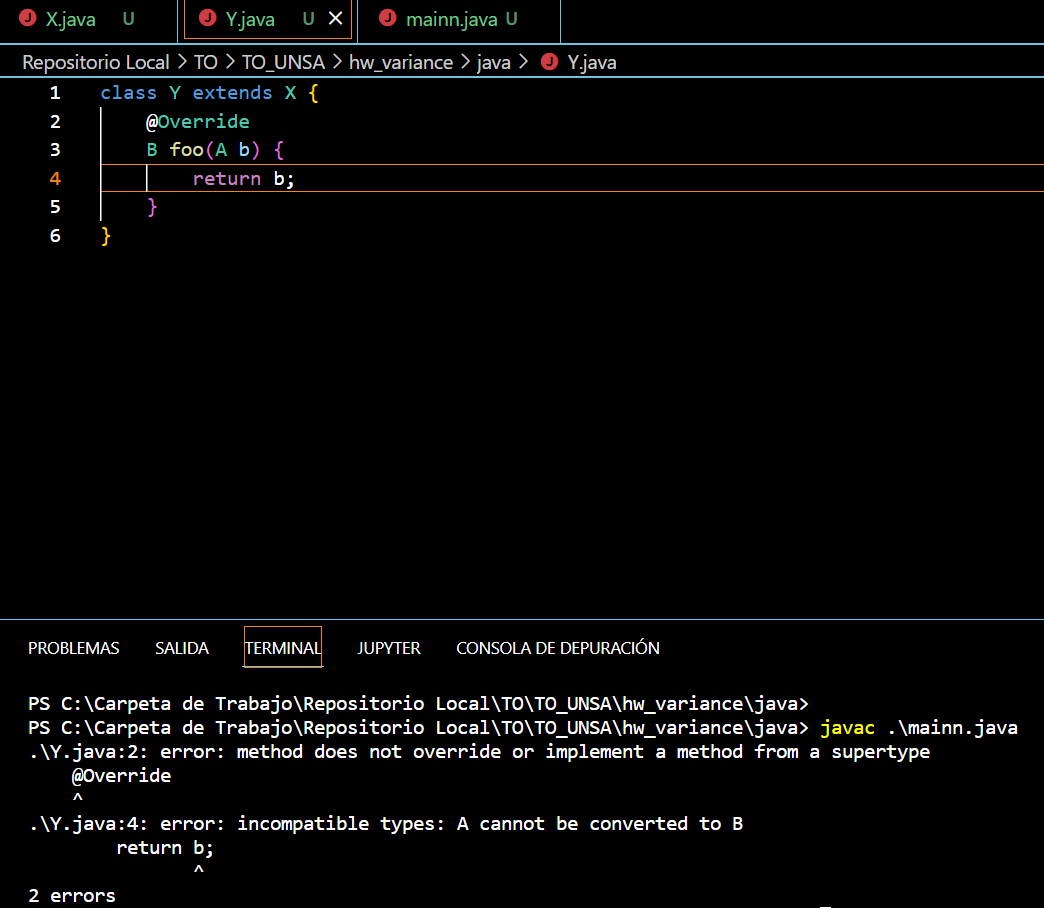 X.java U Y.java U mainn.java U
Repositorio Local > TO > TO_UNSA > hw_variance > java > Y.java
1 class Y extends X {
2 @Override
3 B foo(A b) {
4 return b;
5 }
6 }
PROBLEMAS SALIDA TERMINAL JUPYTER CONSOLA DE DEPURACIÓN
PS C:\Carpeta de Trabajo\Repositorio Local\TO\TO_UNSA\hw_variance\java>
PS C:\Carpeta de Trabajo\Repositorio Local\TO\TO_UNSA\hw_variance\java> javac .\mainn.java
.\Y.java:2: error: method does not override or implement a method from a supertype
@Override
^
.\Y.java:4: error: incompatible types: A cannot be converted to B
return b;
^
2 errors